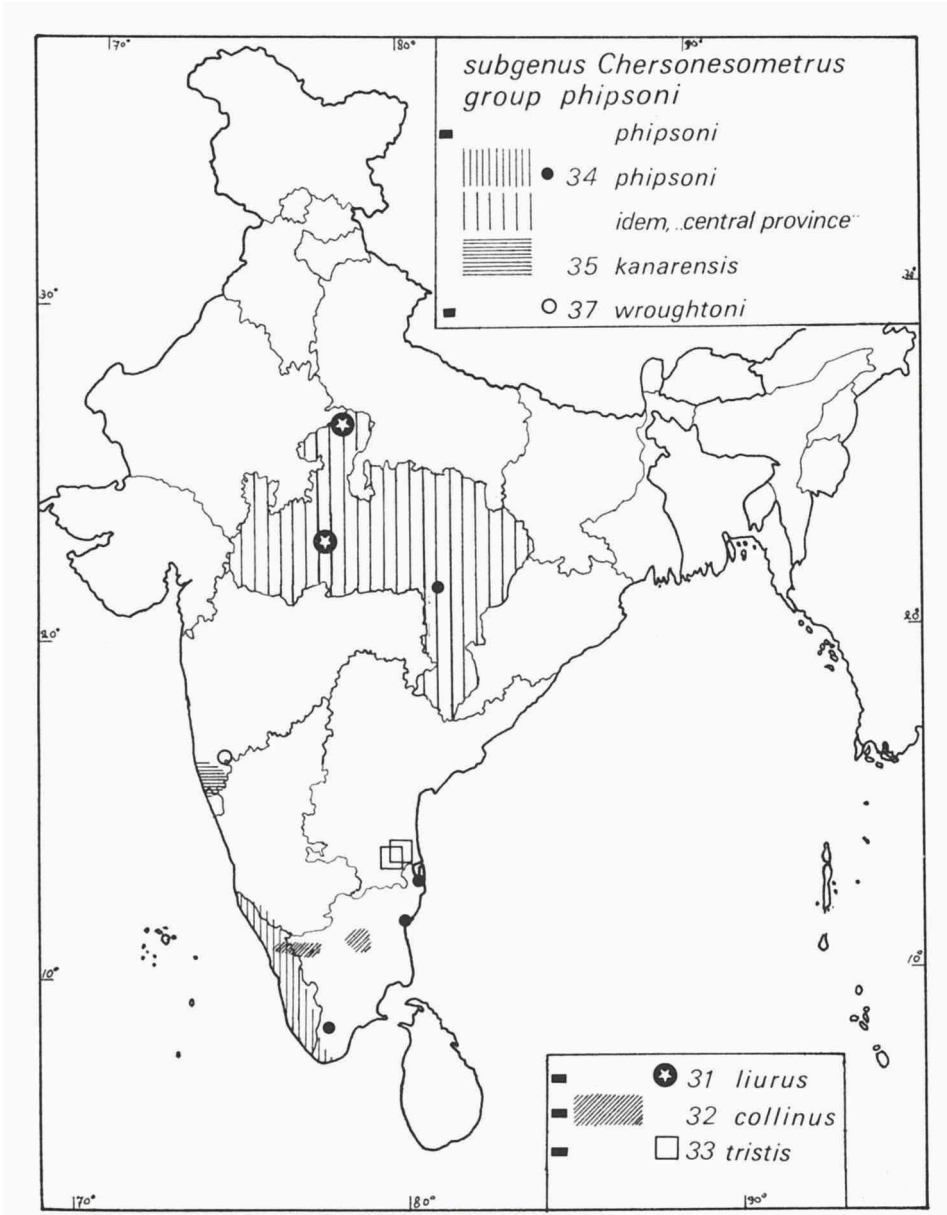 70° 80° 90°
subgenus Chersonesometrus
group phipsoni
phipsoni
34 phipsoni
idem, „central province¨
35 kanarensis
37 wroughtoni
30°
20° 20°
10° 10°
31 liurus
32 collinus
33 tristis
70° 80° 90°